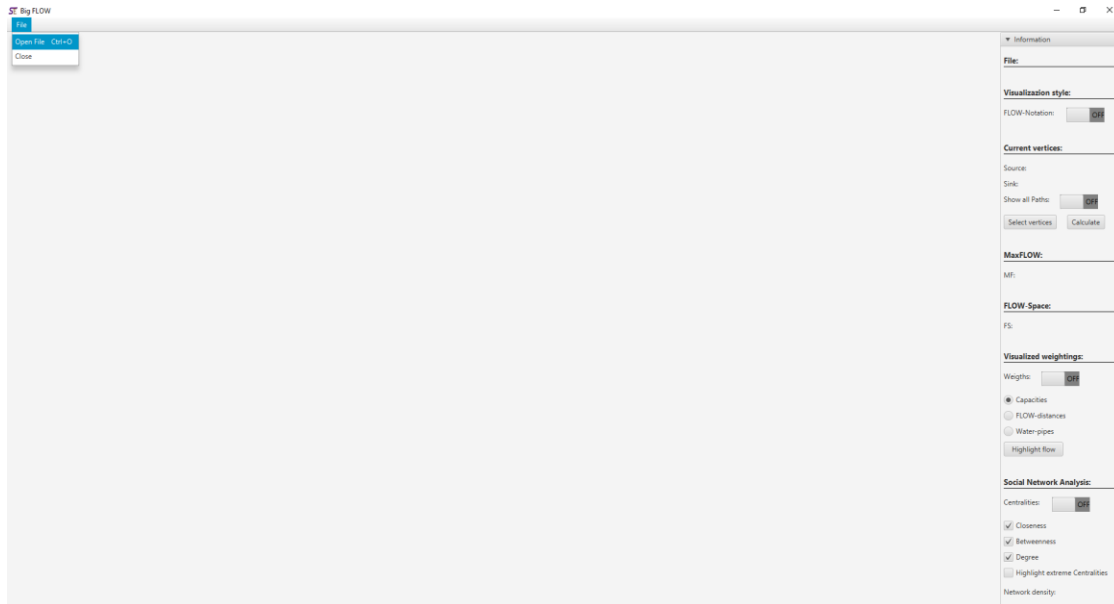 Big FLOW
File
Open File Ctrl+O
Close
Information
File:
Visualizazion style:
FLOW-Notation: OFF
Current vertices:
Source:
Sink:
Show all Paths: OFF
Select vertices Calculate
MaxFLOW:
MF:
FLOW-Space:
FS:
Visualized weightings:
Weigths: OFF
Capacities
FLOW-distances
Water-pipes
Highlight flow
Social Network Analysis:
Centralities: OFF
Closeness
Betweenness
Degree
Highlight extreme Centralities
Network density: